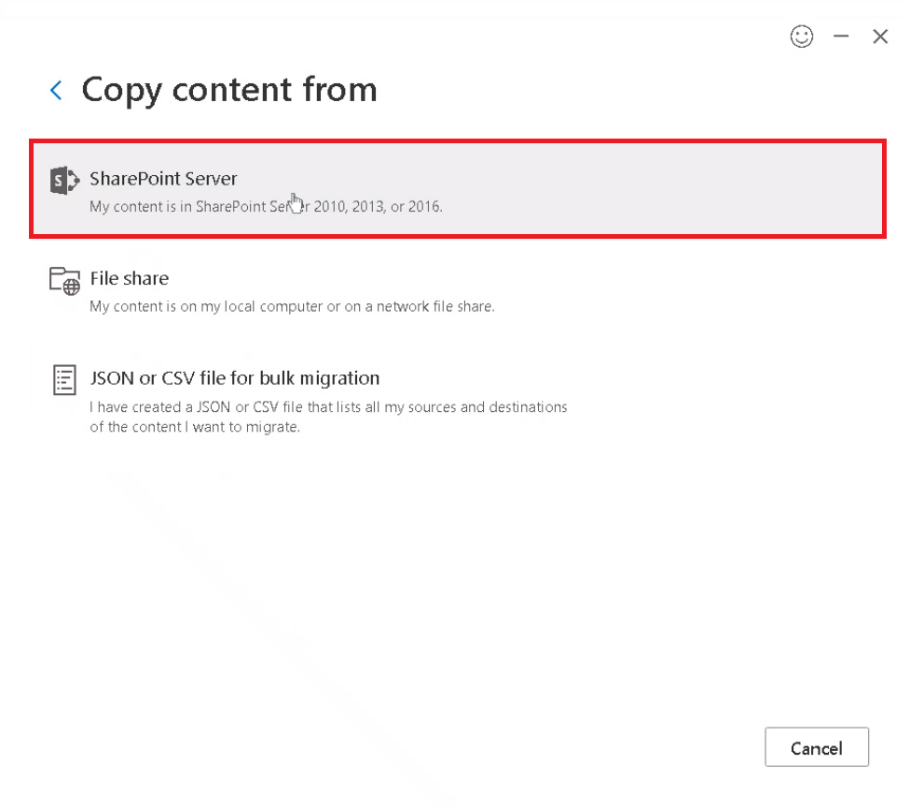 Copy content from
SharePoint Server
My content is in SharePoint Server 2010, 2013, or 2016.
File share
My content is on my local computer or on a network file share.
JSON or CSV file for bulk migration
I have created a JSON or CSV file that lists all my sources and destinations
of the content I want to migrate.
Cancel